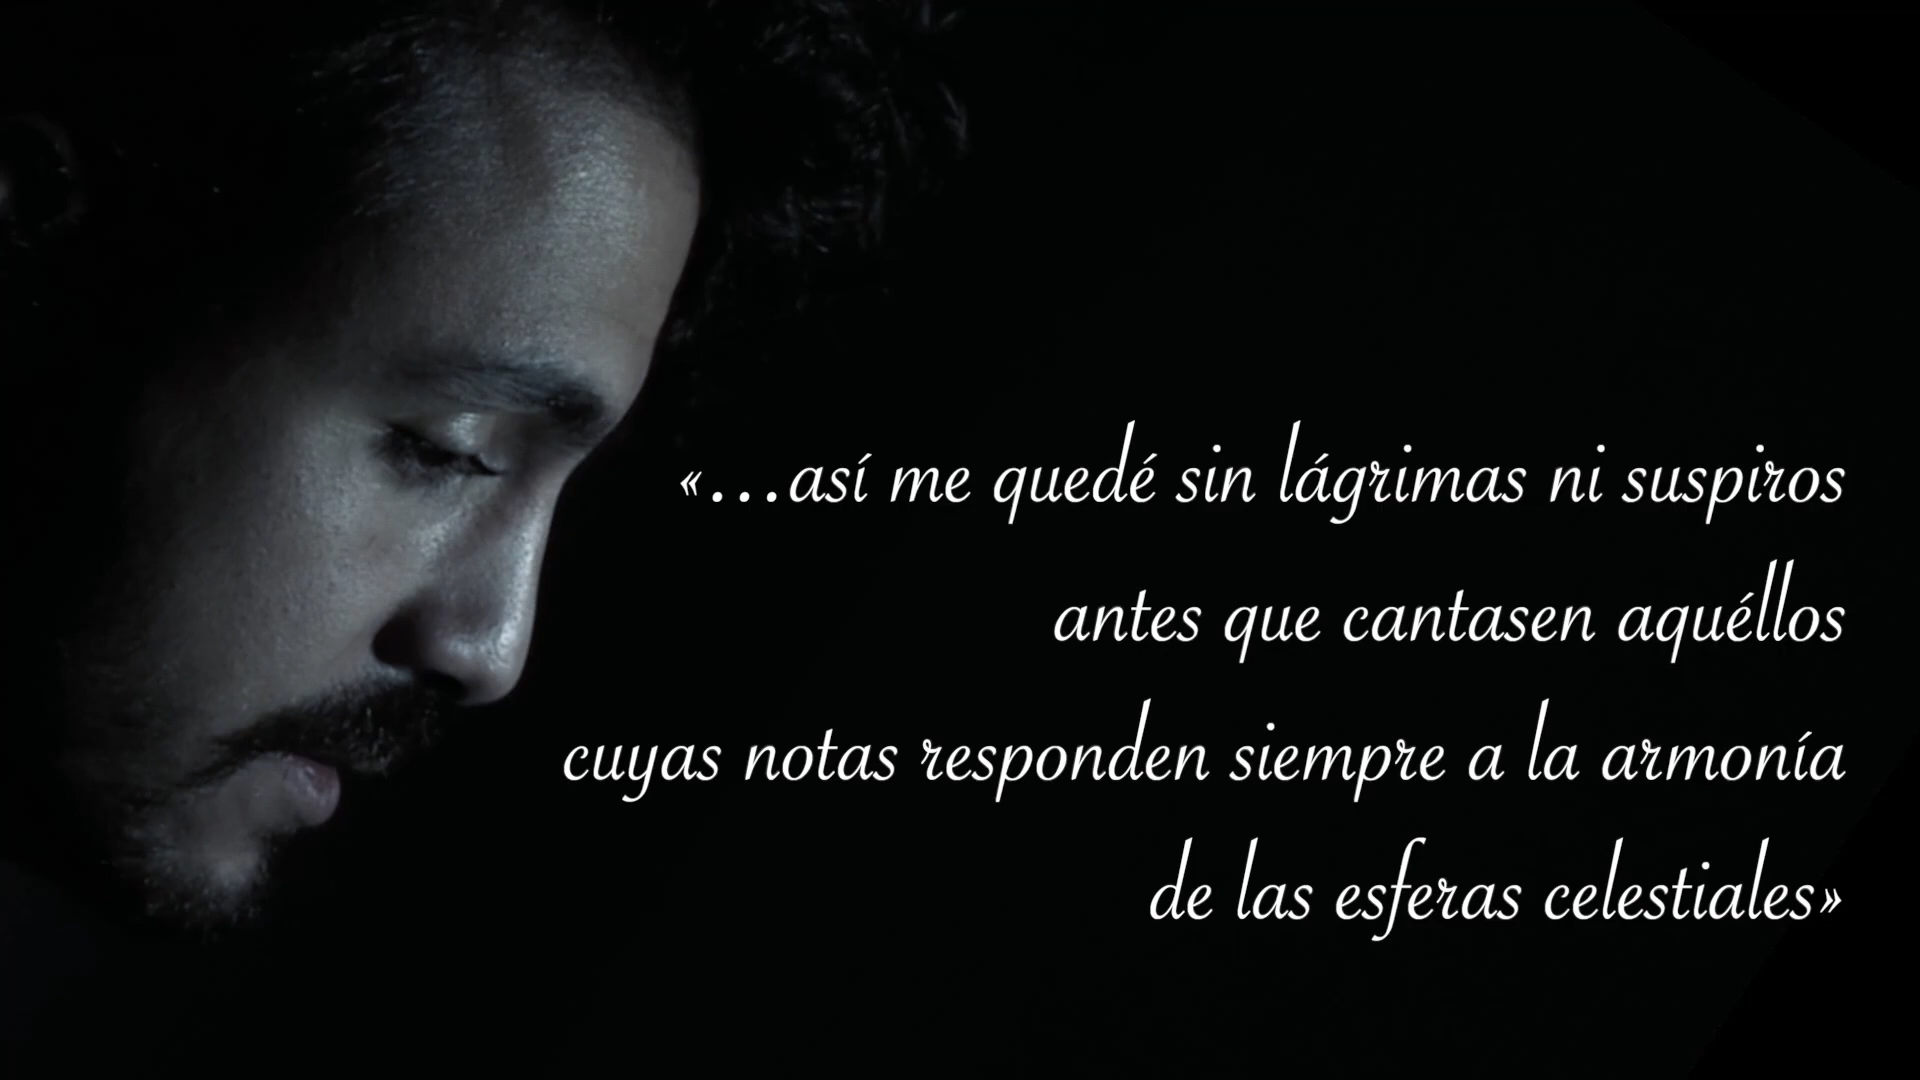 «...así me quedé sin lágrimas ni suspiros
antes que cantasen aquéllos
cuyas notas responden siempre a la armonía
de las esferas celestiales»